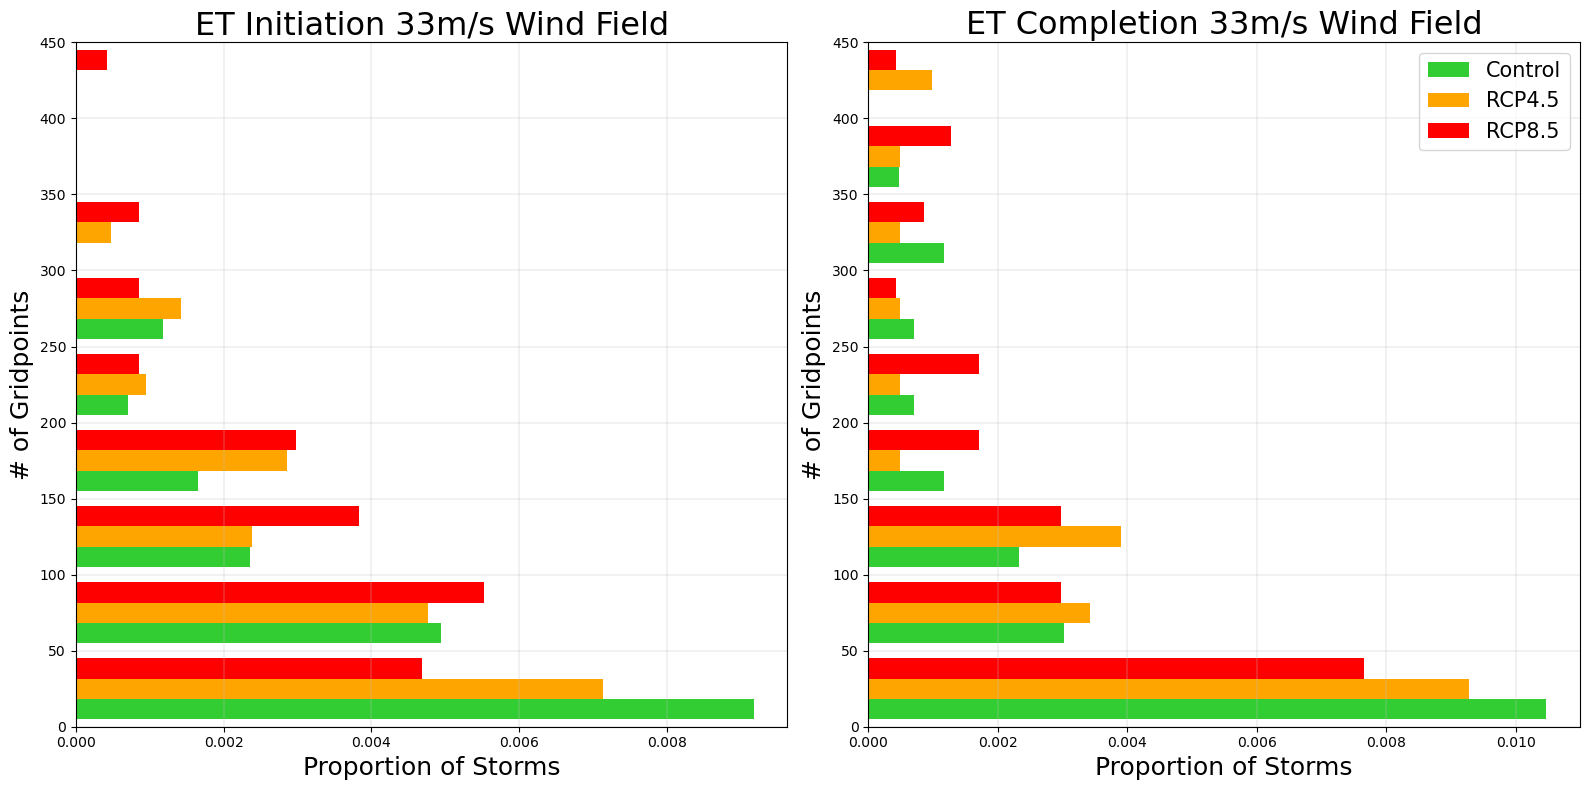 ET Initiation 33m/s Wind Field
450
400
350
300
250
200
150
100
50
0
# of Gridpoints
0.000 0.002 0.004 0.006 0.008
Proportion of Storms
ET Completion 33m/s Wind Field
Control
RCP4.5
RCP8.5
450
400
350
300
250
200
150
100
50
0
# of Gridpoints
0.000 0.002 0.004 0.006 0.008 0.010
Proportion of Storms